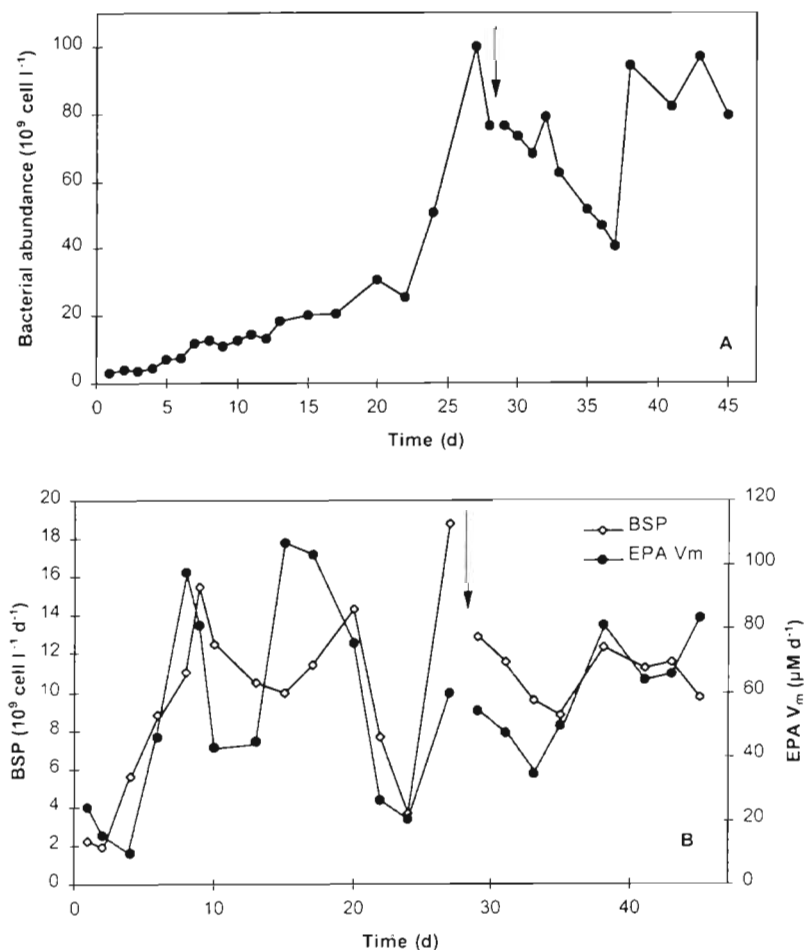 Bacterial abundance (10⁹ cell l⁻¹)
100
80
60
40
20
0
0 5 10 15 20 25 30 35 40 45
Time (d)
A
BSP (10⁹ cell l⁻¹ d⁻¹)
20
18
16
14
12
10
8
6
4
2
0
0 10 20 30 40
Time (d)
BSP
EPA Vm
120
100
80
60
40
20
0
EPA Vₘ (µM d⁻¹)
B